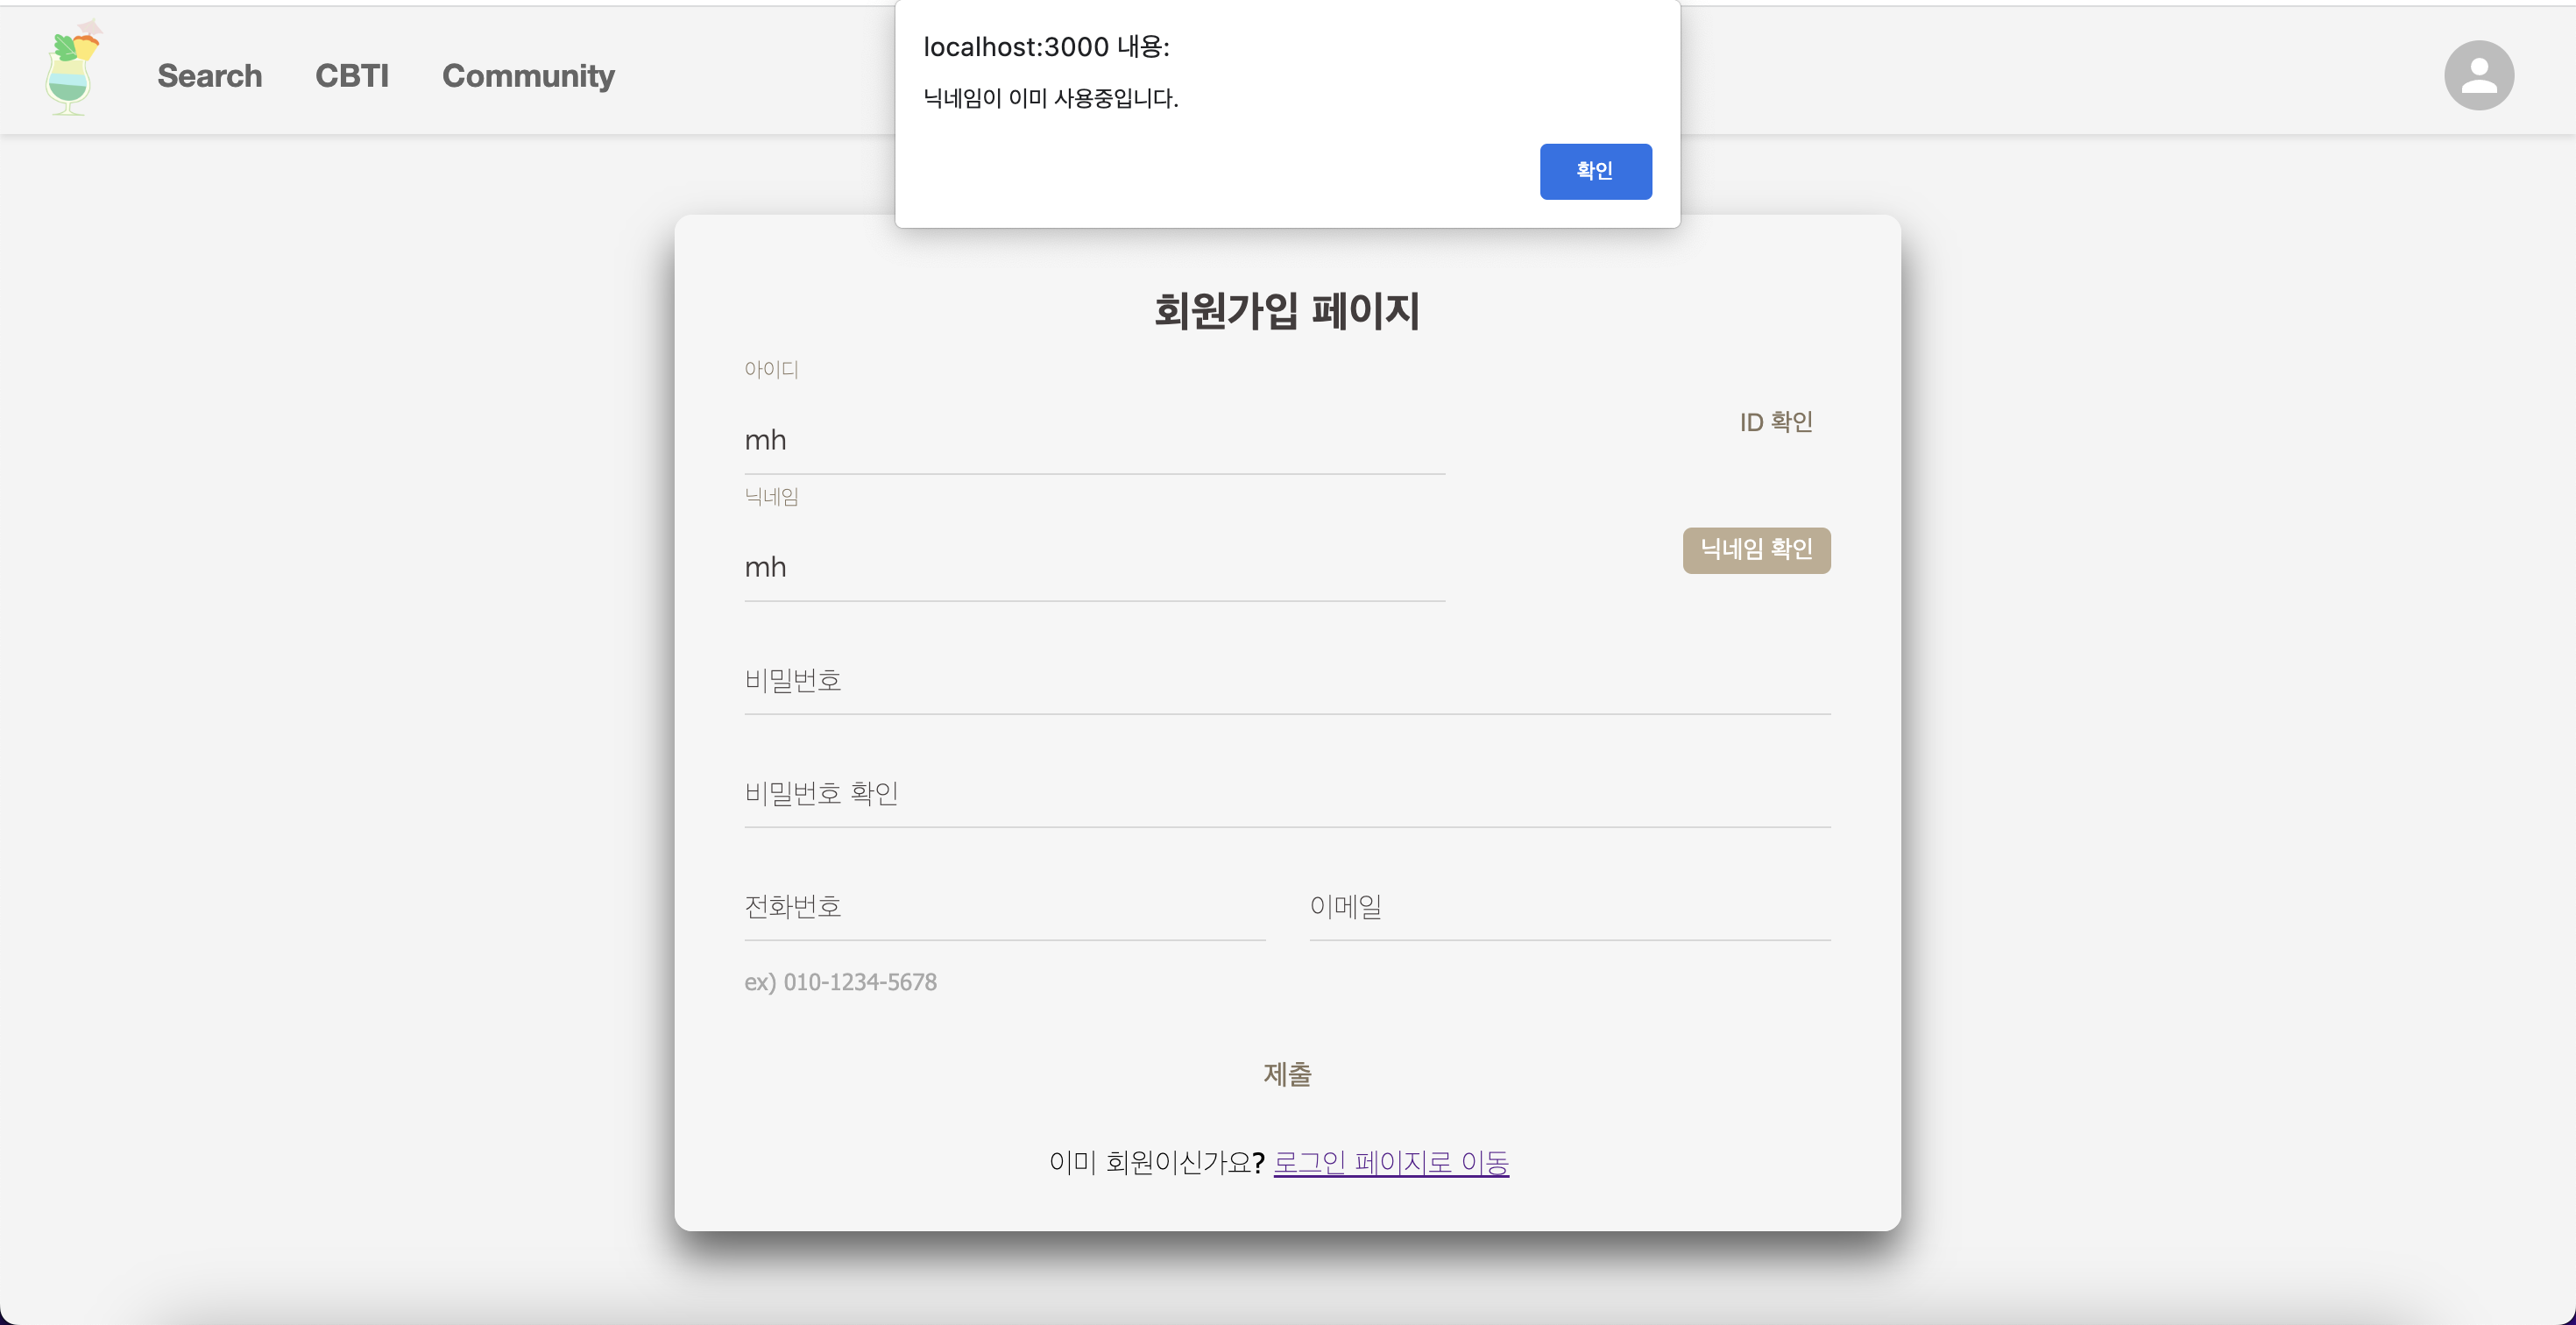 localhost:3000 내용:
닉네임이 이미 사용중입니다.
확인
Search CBTI Community
회원가입 페이지
아이디
mh
ID 확인
닉네임
mh
닉네임 확인
비밀번호
비밀번호 확인
전화번호 이메일
ex) 010-1234-5678
제출
이미 회원이신가요? 로그인 페이지로 이동